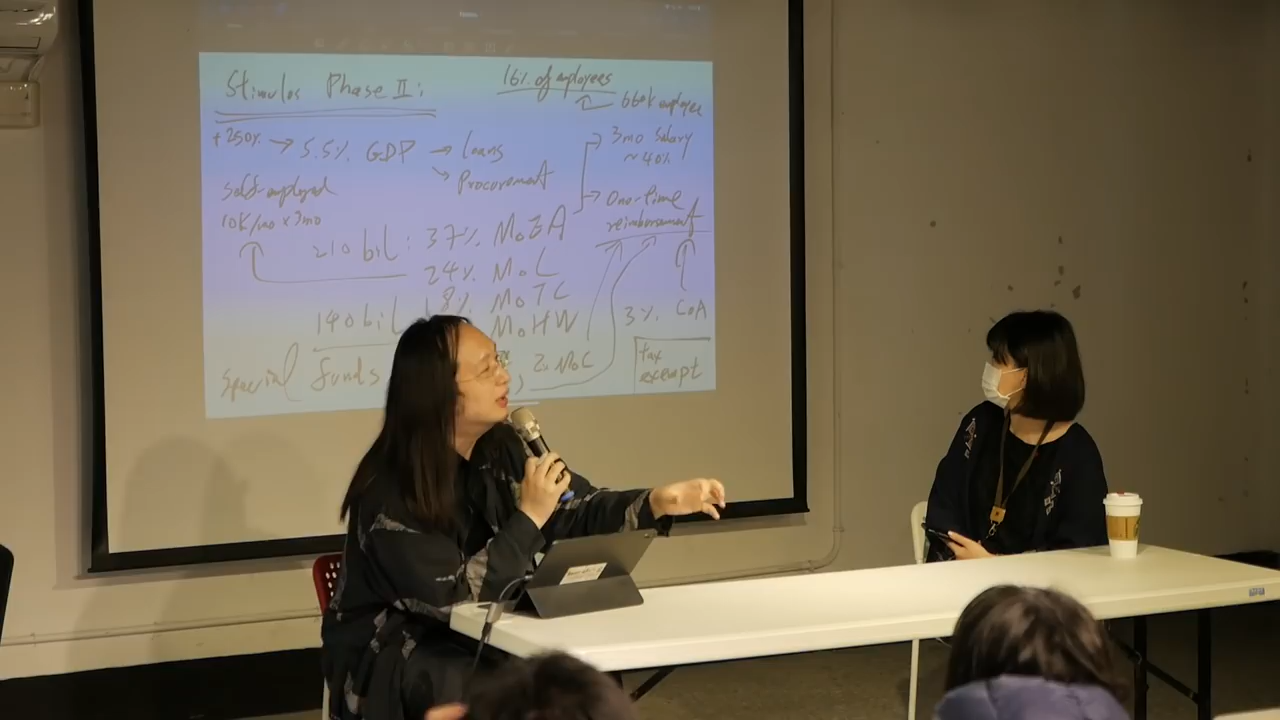 Stimulus Phase II:
16% of employees
660k employee
+250% → 5.5% GDP → loans
→ Procurement
3mo salary
~40%
Self-employed
10K/mo x 3mo
One-time
reimbursement
210 bil: 37% MoEA
24% MoL
18% MoTC
140 bil MoHW
3% CoA
Special funds
2% MoC
tax
exempt